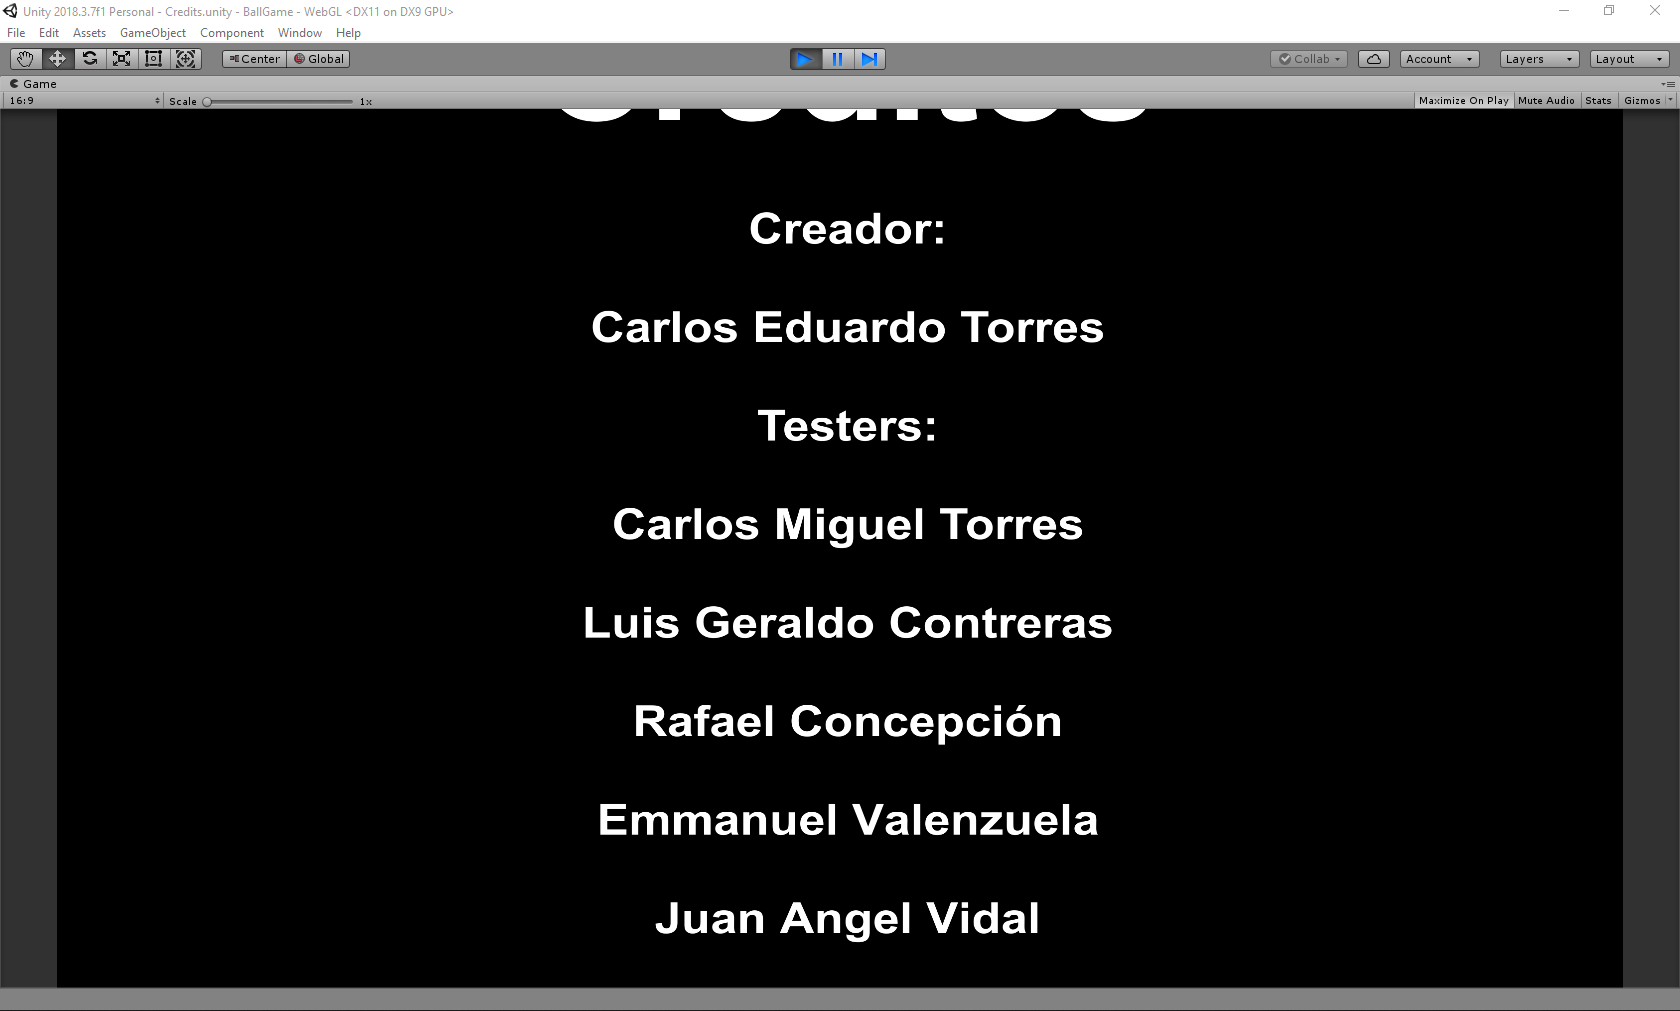 Unity 2018.3.7f1 Personal - Credits.unity - BallGame - WebGL <DX11 on DX9 GPU>
File Edit Assets GameObject Component Window Help
Center Global Collab Account Layers Layout
Game
16:9 Scale 1x Maximize On Play Mute Audio Stats Gizmos
Creador:
Carlos Eduardo Torres
Testers:
Carlos Miguel Torres
Luis Geraldo Contreras
Rafael Concepción
Emmanuel Valenzuela
Juan Angel Vidal